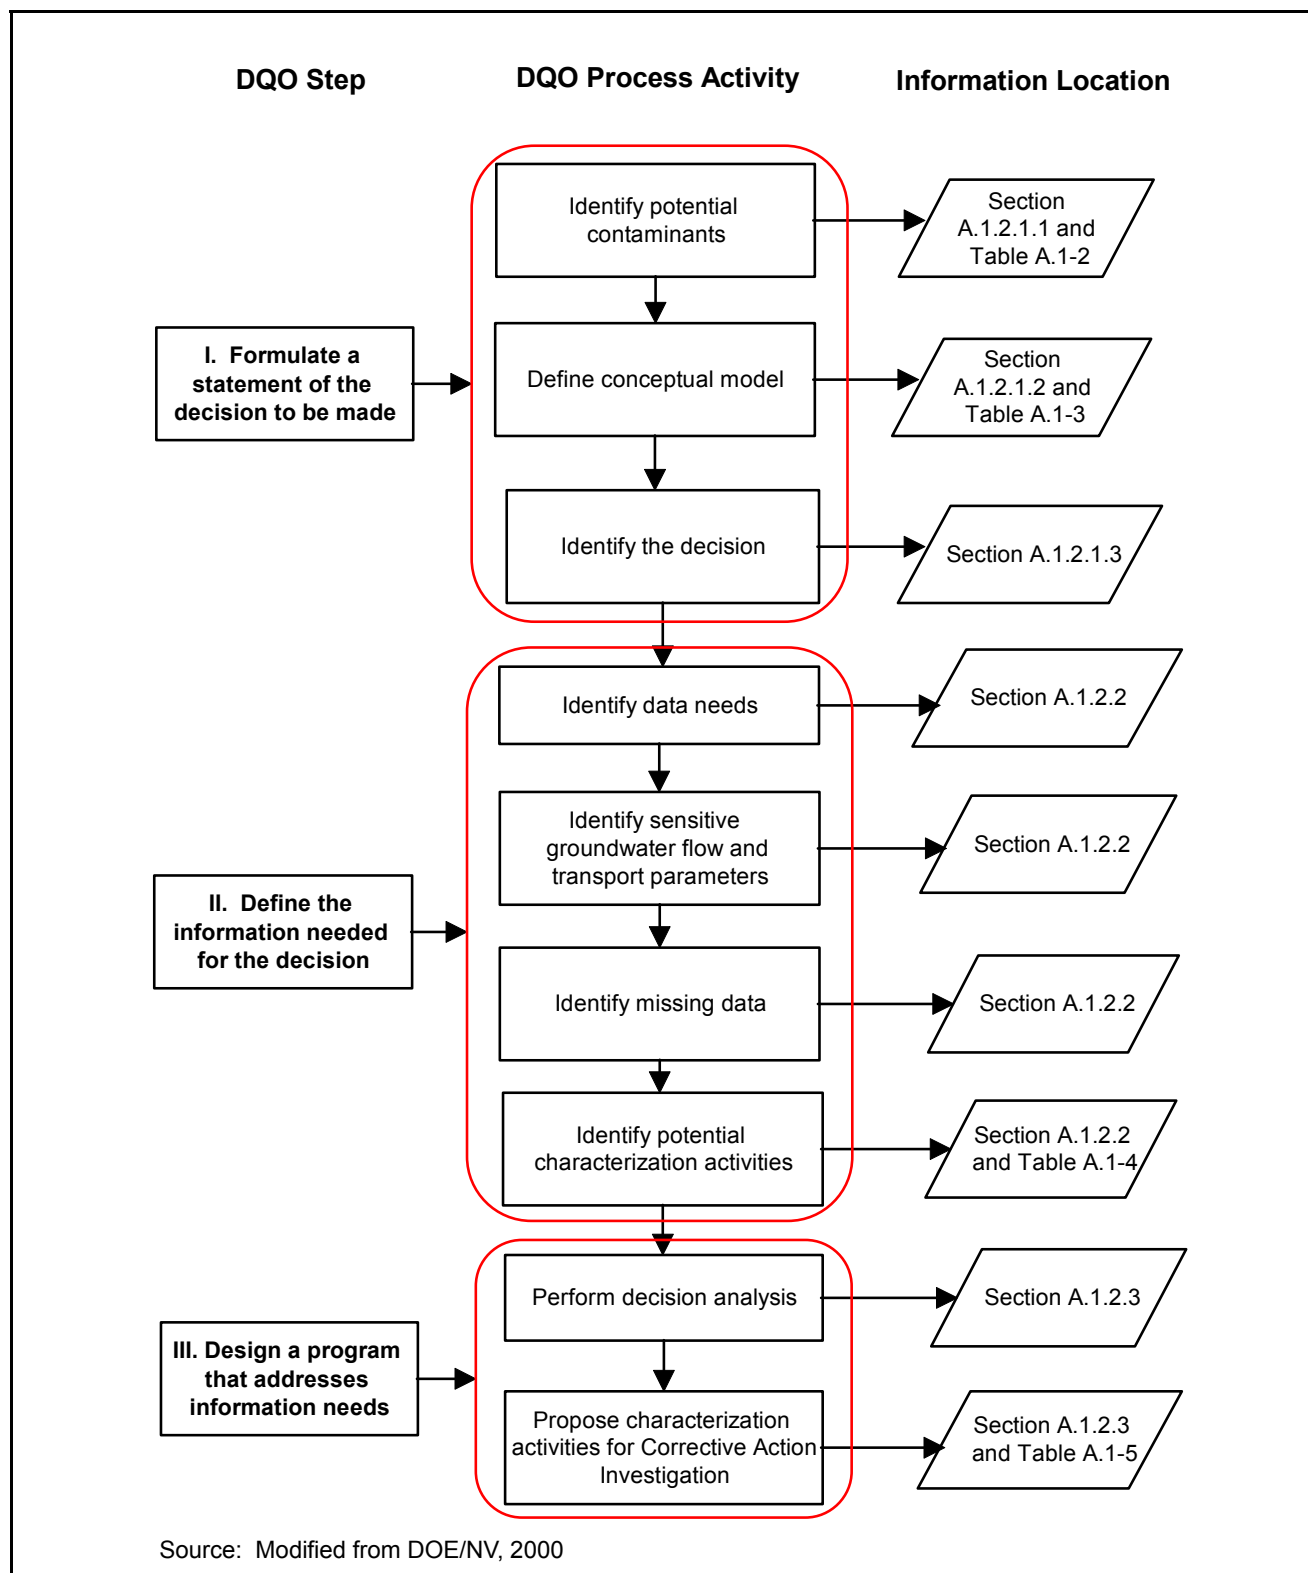 DQO Step
DQO Process Activity
Information Location
Identify potential
contaminants
Section
A.1.2.1.1 and
Table A.1-2
I. Formulate a
statement of the
decision to be made
Define conceptual model
Section
A.1.2.1.2 and
Table A.1-3
Identify the decision
Section A.1.2.1.3
Identify data needs
Section A.1.2.2
Identify sensitive
groundwater flow and
transport parameters
Section A.1.2.2
II. Define the
information needed
for the decision
Identify missing data
Section A.1.2.2
Identify potential
characterization activities
Section A.1.2.2
and Table A.1-4
Perform decision analysis
Section A.1.2.3
III. Design a program
that addresses
information needs
Propose characterization
activities for Corrective Action
Investigation
Section A.1.2.3
and Table A.1-5
Source: Modified from DOE/NV, 2000